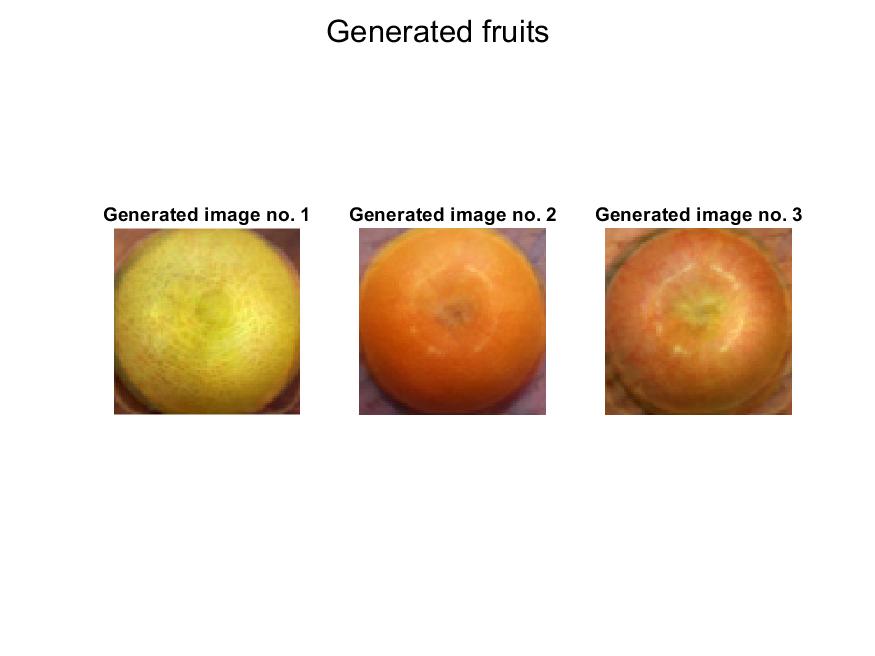 Generated fruits
Generated image no. 1
Generated image no. 2
Generated image no. 3